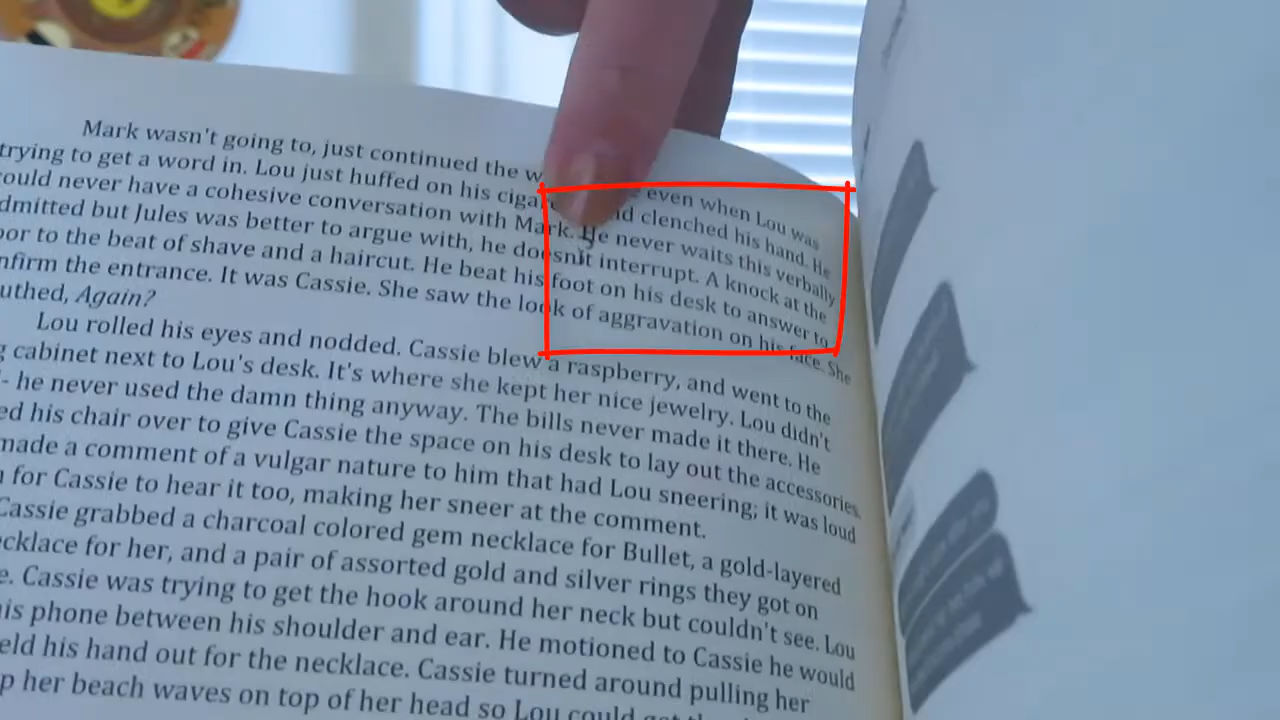 Mark wasn't going to, just continued the even when Lou was
trying to get a word in. Lou just huffed on his clenched his hand. He
never have a cohesive conversation with Mark. He never waits this verbally
but Jules was better to argue with, he doesn't interrupt. A knock at the
to the beat of shave and a haircut. He beat his foot on his desk to answer to
the entrance. It was Cassie. She saw the look of aggravation on his face. She
Again?
Lou rolled his eyes and nodded. Cassie blew a raspberry, and went to the
cabinet next to Lou's desk. It's where she kept her nice jewelry. Lou didn't
- he never used the damn thing anyway. The bills never made it there. He
his chair over to give Cassie the space on his desk to lay out the accessories.
made a comment of a vulgar nature to him that had Lou sneering; it was loud
for Cassie to hear it too, making her sneer at the comment.
Cassie grabbed a charcoal colored gem necklace for Bullet, a gold-layered
for her, and a pair of assorted gold and silver rings they got on
Cassie was trying to get the hook around her neck but couldn't see. Lou
his phone between his shoulder and ear. He motioned to Cassie he would
his hand out for the necklace. Cassie turned around pulling her
her beach waves on top of her head so Lou could